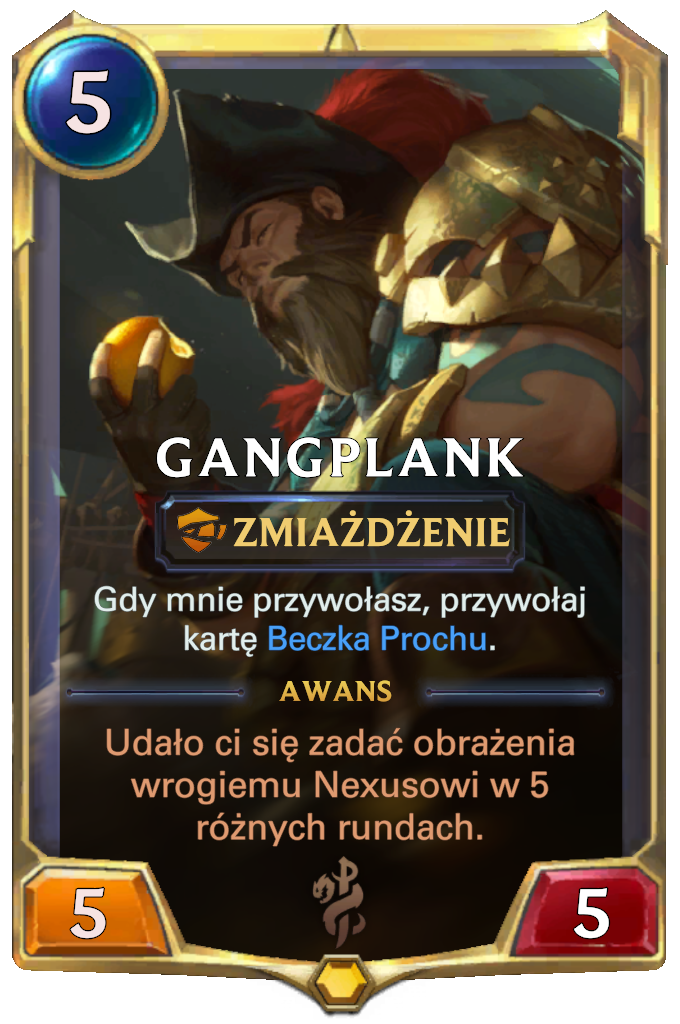 5
GANGPLANK
ZMIAŻDŻENIE
Gdy mnie przywołasz, przywołaj
kartę Beczka Prochu.
AWANS
Udało ci się zadać obrażenia
wrogiemu Nexusowi w 5
różnych rundach.
5
5